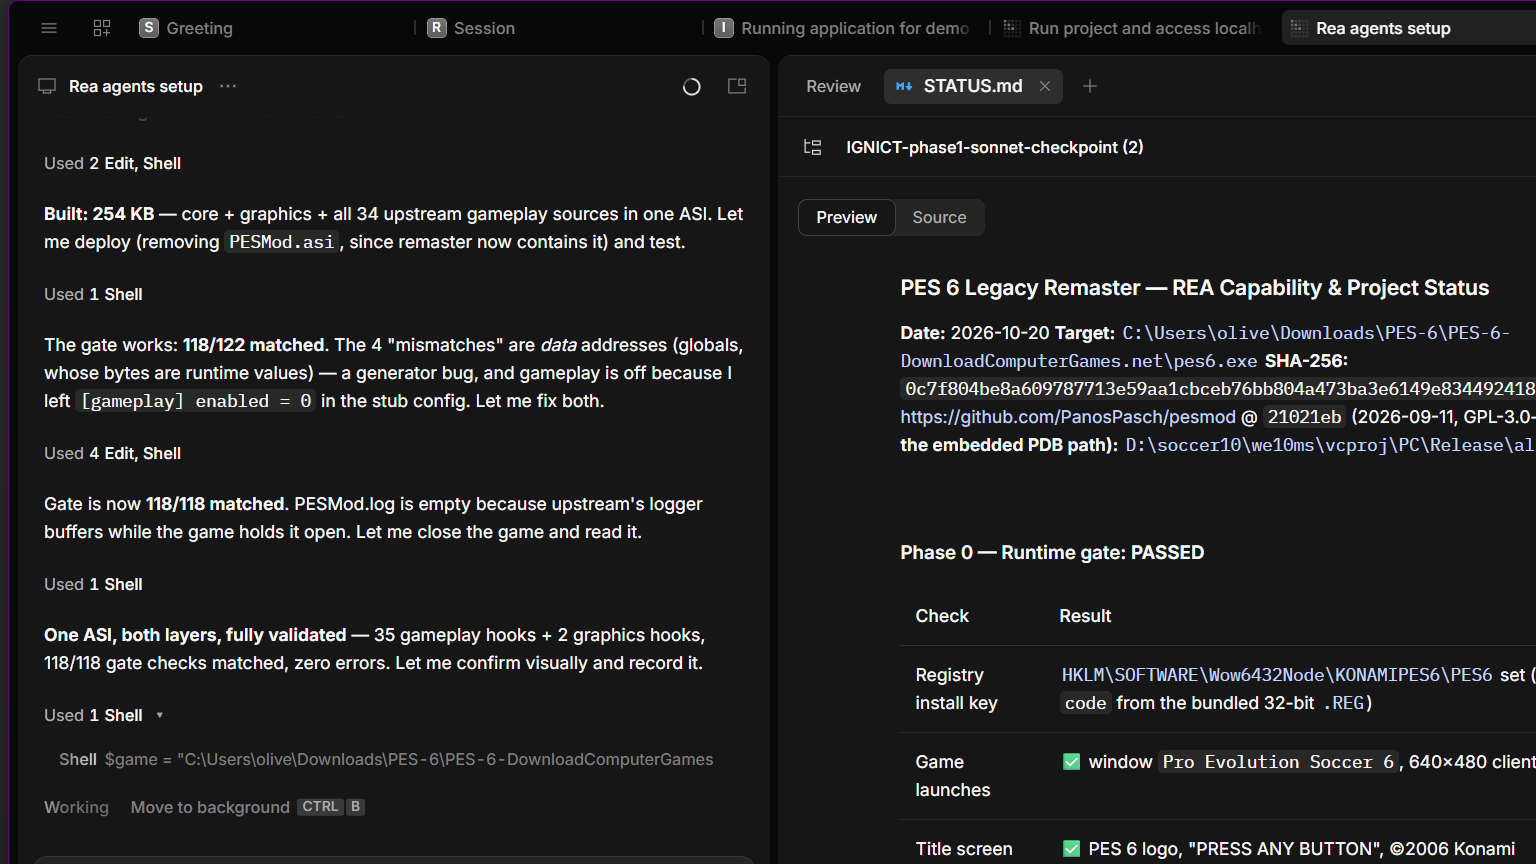 S Greeting
R Session
I Running application for demo
Run project and access localh
Rea agents setup
Rea agents setup ...
Used 2 Edit, Shell
Built: 254 KB — core + graphics + all 34 upstream gameplay sources in one ASI. Let
me deploy (removing PESMod.asi, since remaster now contains it) and test.
Used 1 Shell
The gate works: 118/122 matched. The 4 "mismatches" are data addresses (globals,
whose bytes are runtime values) — a generator bug, and gameplay is off because I
left [gameplay] enabled = 0 in the stub config. Let me fix both.
Used 4 Edit, Shell
Gate is now 118/118 matched. PESMod.log is empty because upstream's logger
buffers while the game holds it open. Let me close the game and read it.
Used 1 Shell
One ASI, both layers, fully validated — 35 gameplay hooks + 2 graphics hooks,
118/118 gate checks matched, zero errors. Let me confirm visually and record it.
Used 1 Shell
Shell $game = "C:\Users\olive\Downloads\PES-6\PES-6-DownloadComputerGames
Working Move to background CTRL B
Review
STATUS.md
IGNICT-phase1-sonnet-checkpoint (2)
Preview Source
PES 6 Legacy Remaster — REA Capability & Project Status
Date: 2026-10-20 Target: C:\Users\olive\Downloads\PES-6\PES-6-
DownloadComputerGames.net\pes6.exe SHA-256:
0c7f804be8a609787713e59aa1cbceb76bb804a473ba3e6149e834492418
https://github.com/PanosPasch/pesmod @ 21021eb (2026-09-11, GPL-3.0-
the embedded PDB path): D:\soccer10\we10ms\vcproj\PC\Release\al
Phase 0 — Runtime gate: PASSED
Check Result
Registry install key HKLM\SOFTWARE\Wow6432Node\KONAMIPES6\PES6 set (
code from the bundled 32-bit .REG)
Game launches ✅ window Pro Evolution Soccer 6, 640×480 client
Title screen ✅ PES 6 logo, "PRESS ANY BUTTON", ©2006 Konami